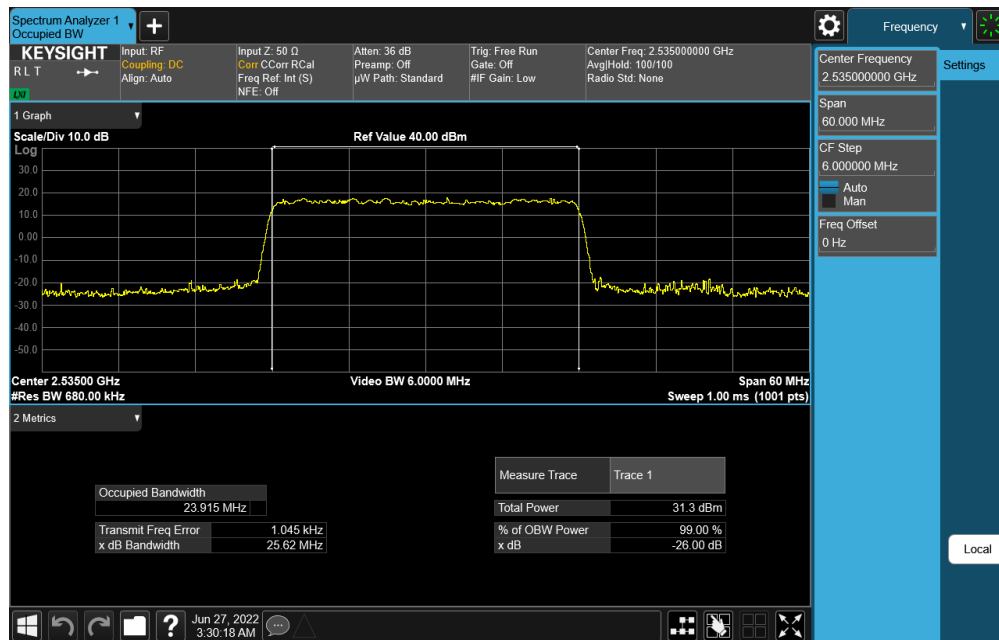 Spectrum Analyzer 1
Occupied BW
Frequency
KEYSIGHT
R L T
LXI
Input: RF
Coupling: DC
Align: Auto
Input Z: 50 Ω
Corr CCorr RCal
Freq Ref: Int (S)
NFE: Off
Atten: 36 dB
Preamp: Off
µW Path: Standard
Trig: Free Run
Gate: Off
#IF Gain: Low
Center Freq: 2.535000000 GHz
Avg|Hold: 100/100
Radio Std: None
Center Frequency
2.535000000 GHz
Settings
Span
60.000 MHz
CF Step
6.000000 MHz
Auto
Man
Freq Offset
0 Hz
1 Graph
Scale/Div 10.0 dB
Ref Value 40.00 dBm
Log
30.0
20.0
10.0
0.00
-10.0
-20.0
-30.0
-40.0
-50.0
Center 2.53500 GHz
Video BW 6.0000 MHz
Span 60 MHz
#Res BW 680.00 kHz
Sweep 1.00 ms (1001 pts)
2 Metrics
Measure Trace
Trace 1
Occupied Bandwidth
23.915 MHz
Total Power
31.3 dBm
Transmit Freq Error
1.045 kHz
% of OBW Power
99.00 %
x dB Bandwidth
25.62 MHz
x dB
-26.00 dB
Local
?
Jun 27, 2022
3:30:18 AM